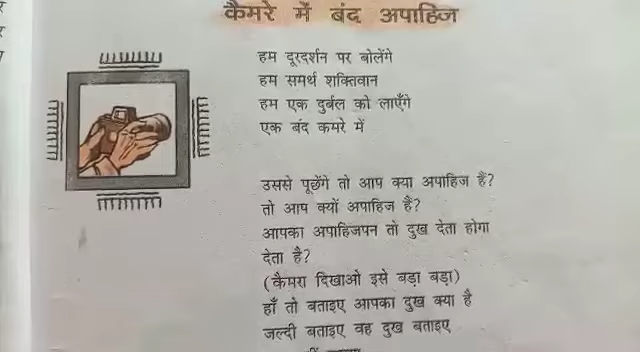 कैमरे में बंद अपाहिज
हम दूरदर्शन पर बोलेंगे
हम समर्थ शक्तिवान
हम एक दुर्बल को लाएँगे
एक बंद कमरे में
उससे पूछेंगे तो आप क्या अपाहिज हैं?
तो आप क्यों अपाहिज हैं?
आपका अपाहिजपन तो दुख देता होगा
देता है?
(कैमरा दिखाओ इसे बड़ा बड़ा)
हाँ तो बताइए आपका दुख क्या है
जल्दी बताइए वह दुख बताइए